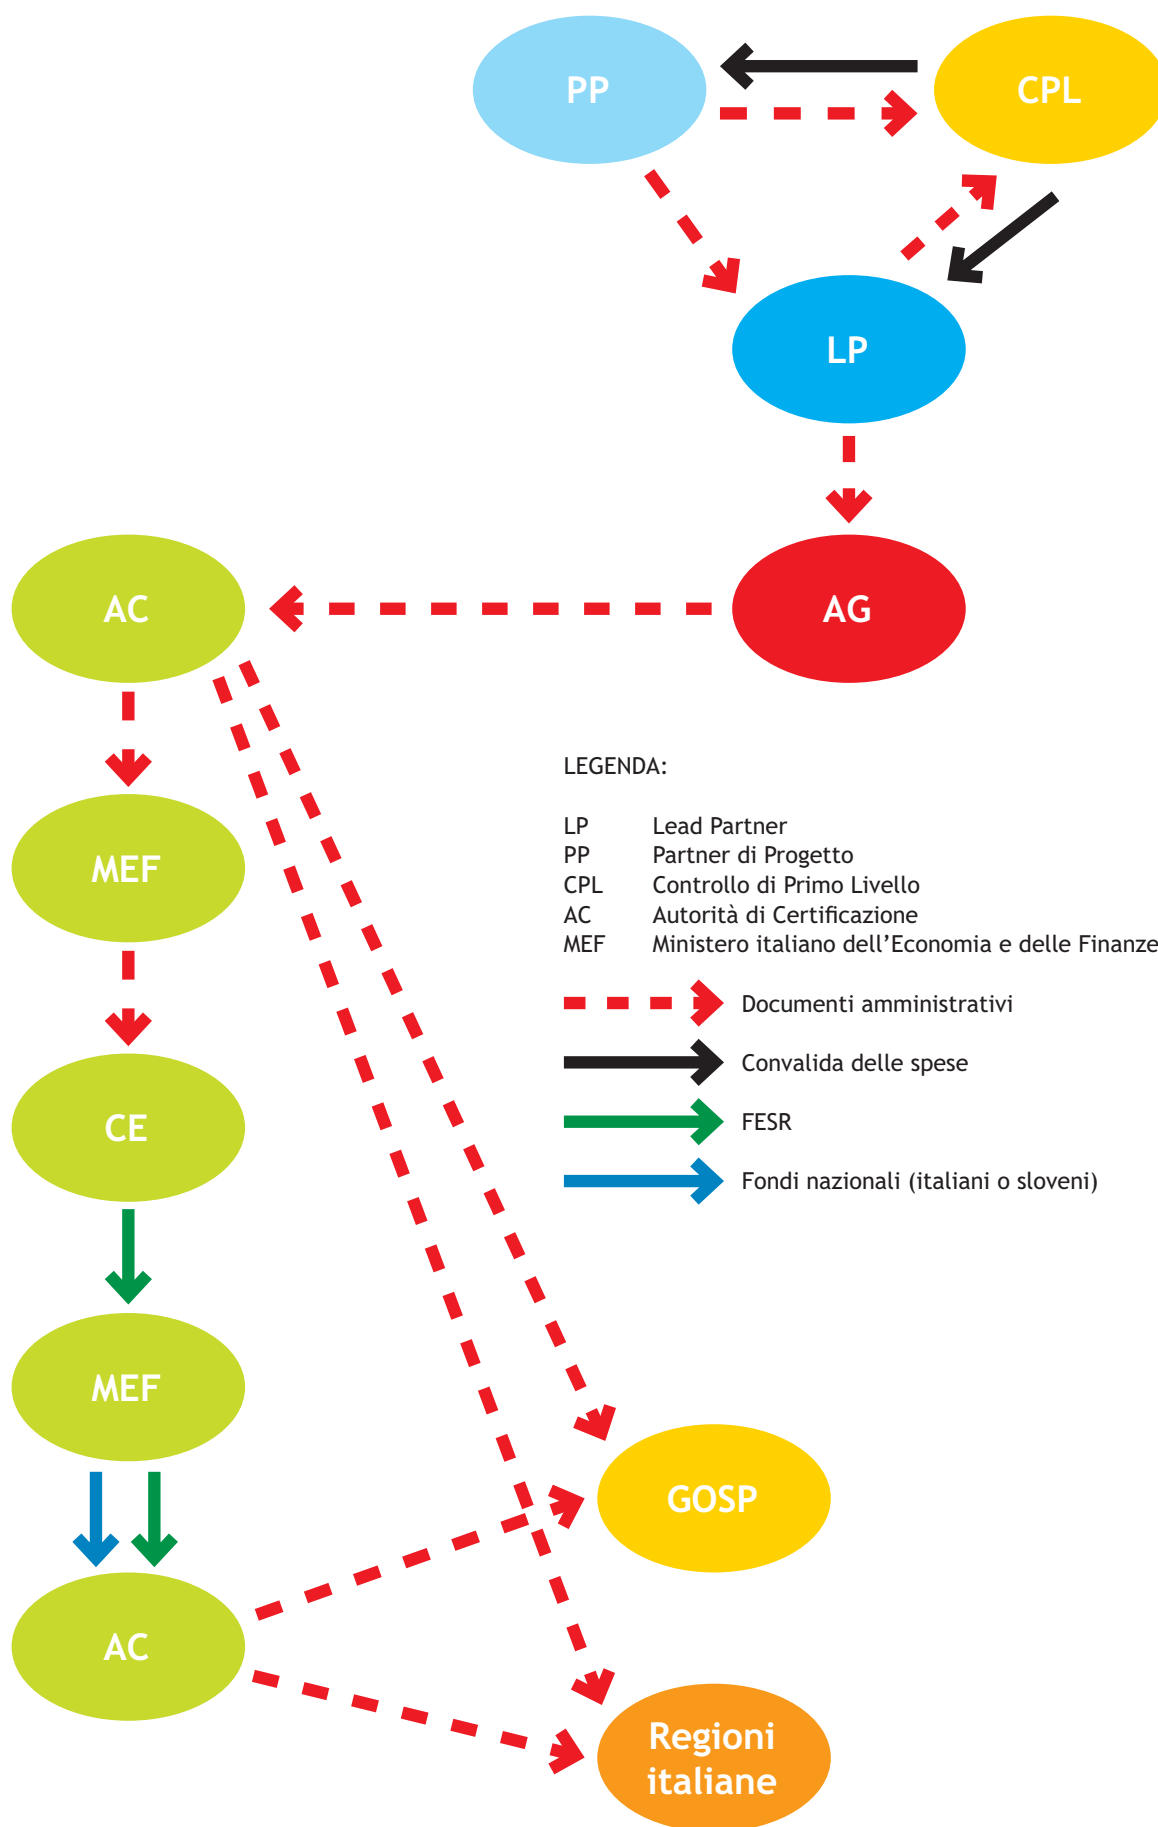 PP
CPL
LP
AC
AG
LEGENDA:
LP Lead Partner
PP Partner di Progetto
CPL Controllo di Primo Livello
AC Autorità di Certificazione
MEF Ministero italiano dell’Economia e delle Finanze
Documenti amministrativi
Convalida delle spese
FESR
Fondi nazionali (italiani o sloveni)
MEF
CE
MEF
GOSP
AC
Regioni
italiane